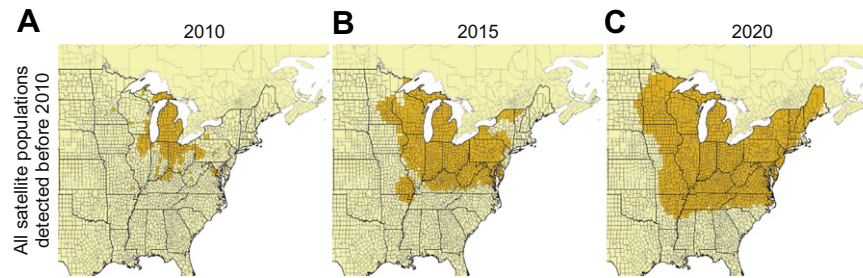 A 2010 B 2015 C 2020
All satellite populations
detected before 2010